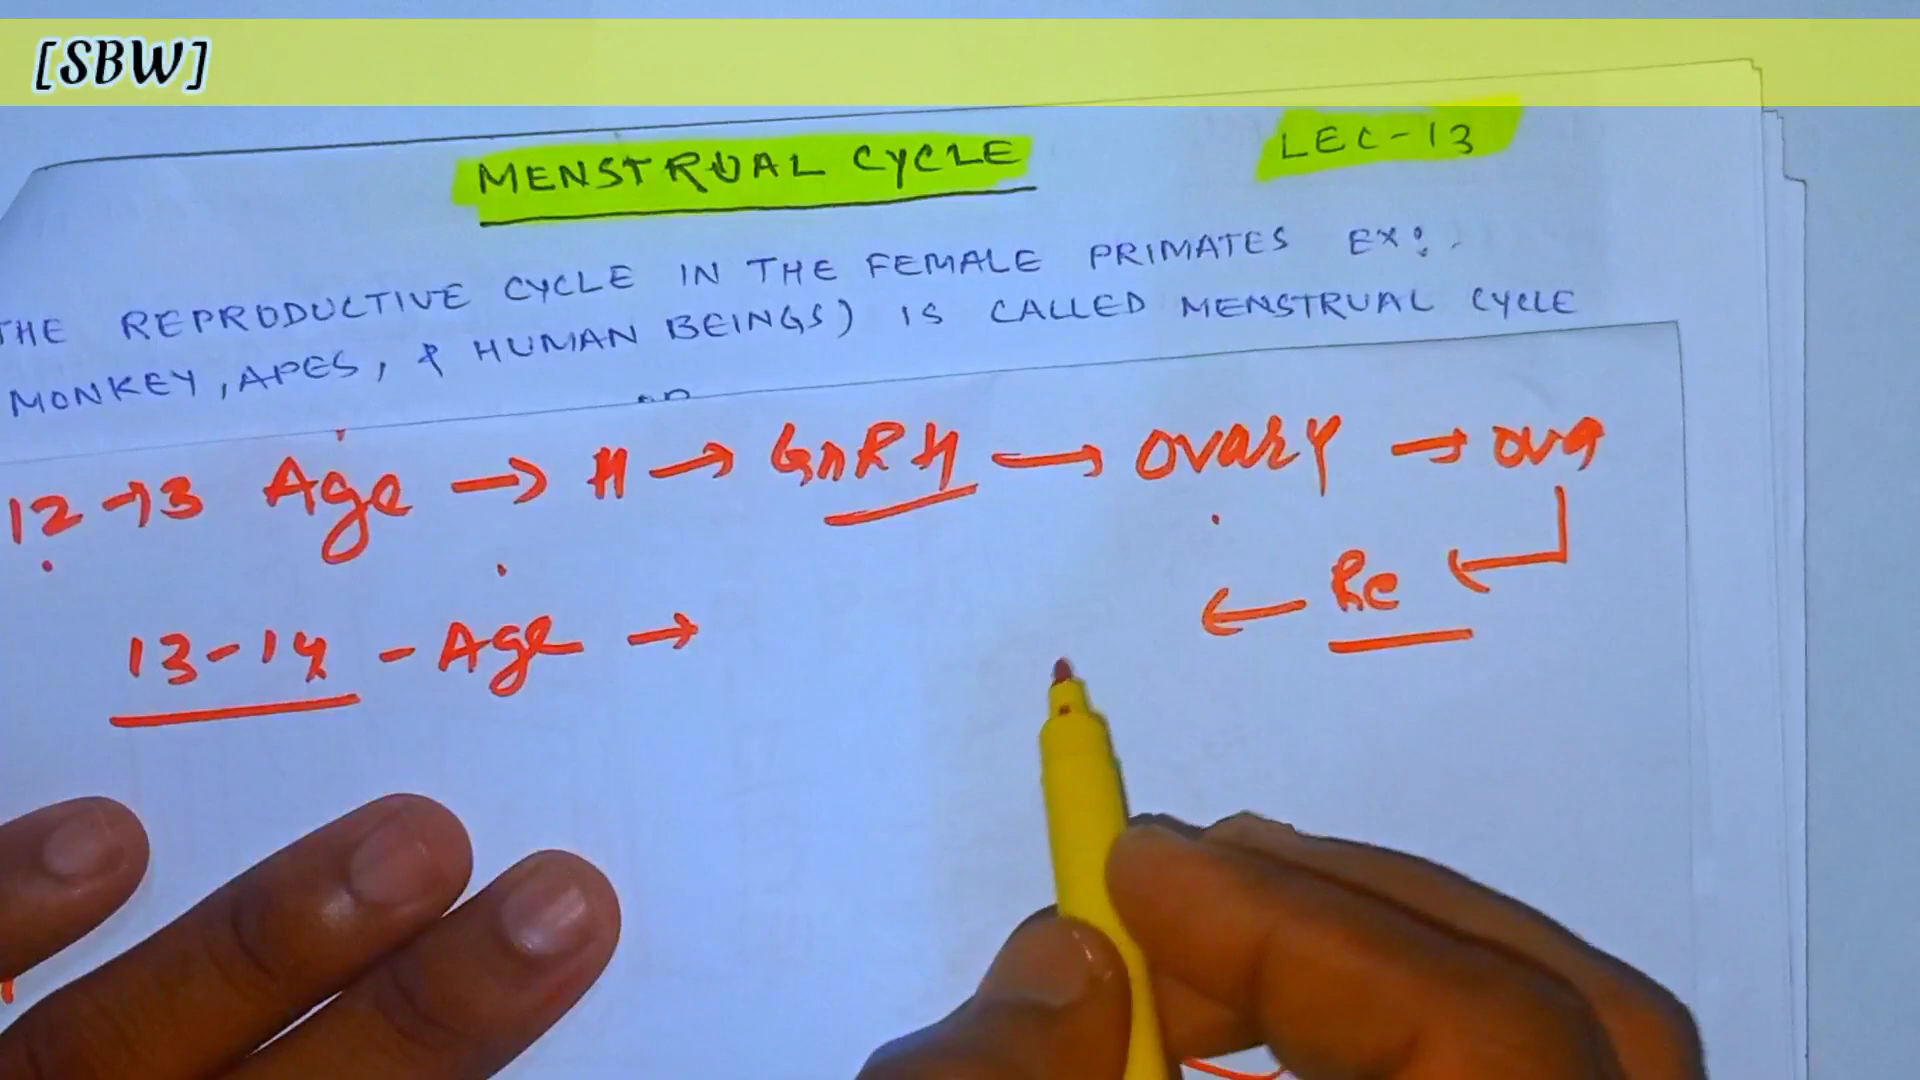 [SBW]
MENSTRUAL CYCLE LEC-13
THE REPRODUCTIVE CYCLE IN THE FEMALE PRIMATES EX:-
MONKEY, APES, & HUMAN BEINGS) IS CALLED MENSTRUAL CYCLE
12-13 Age → H → GnRH → Ovary → ova
← Re ←
13-14 - Age →